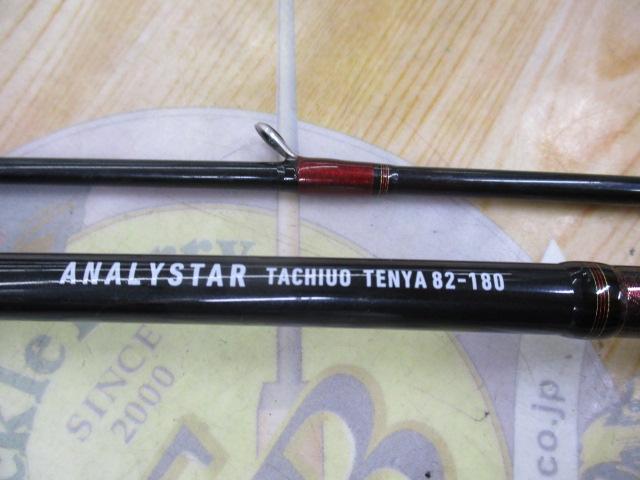 ANALYSTAR TACHIUO TENYA 82-180
SINCE
2000
co.jp